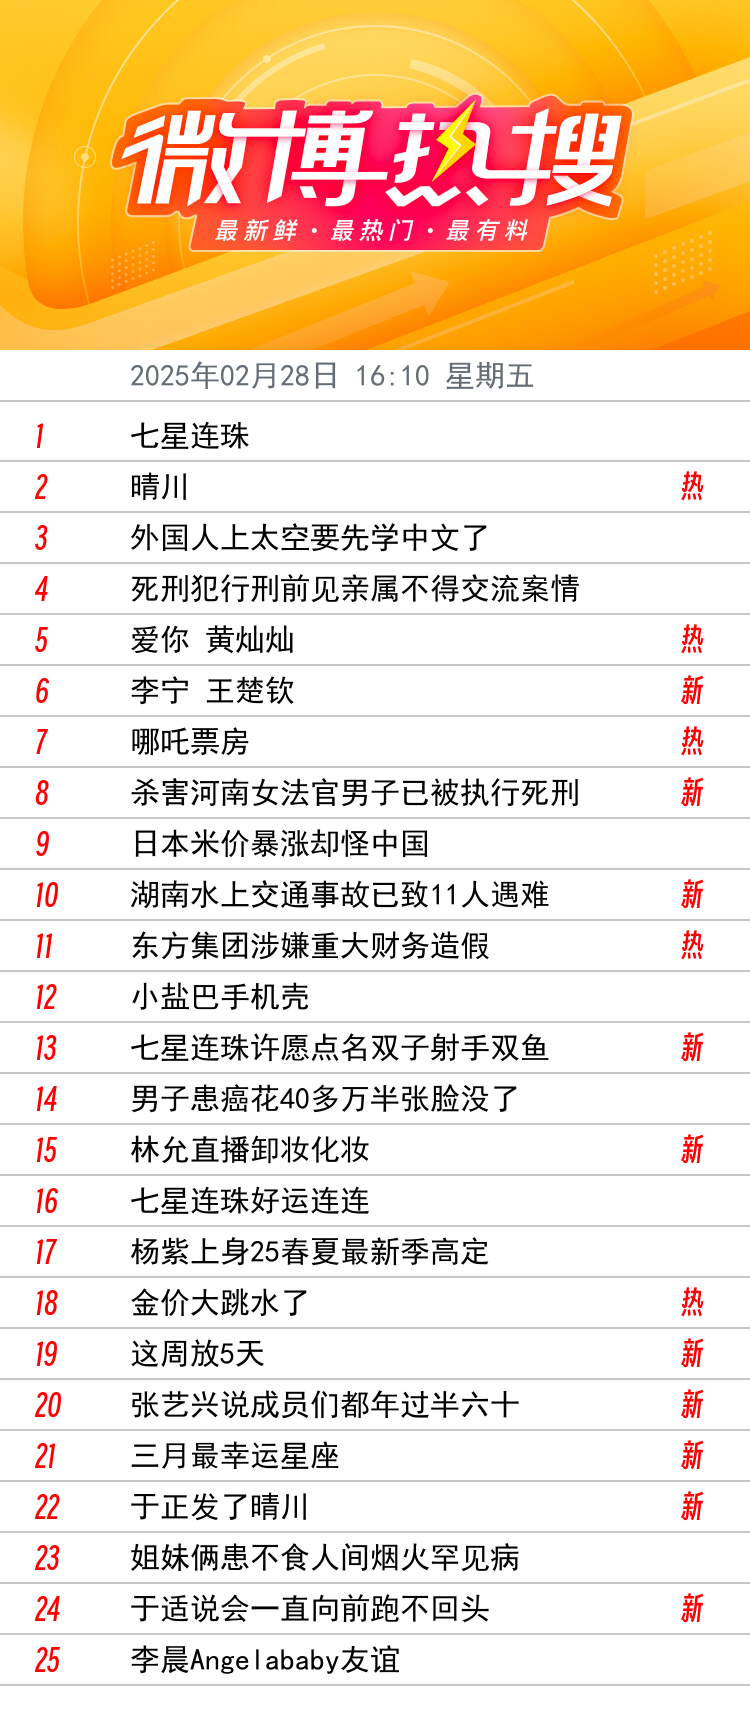 微博热搜
最新鲜·最热门·最有料
2025年02月28日 16:10 星期五
1 七星连珠
2 晴川 热
3 外国人上太空要先学中文了
4 死刑犯行刑前见亲属不得交流案情
5 爱你 黄灿灿 热
6 李宁 王楚钦 新
7 哪吒票房 热
8 杀害河南女法官男子已被执行死刑 新
9 日本米价暴涨却怪中国
10 湖南水上交通事故已致11人遇难 新
11 东方集团涉嫌重大财务造假 热
12 小盐巴手机壳
13 七星连珠许愿点名双子射手双鱼 新
14 男子患癌花40多万半张脸没了
15 林允直播卸妆化妆 新
16 七星连珠好运连连
17 杨紫上身25春夏最新季高定
18 金价大跳水了 热
19 这周放5天 新
20 张艺兴说成员们都年过半六十 新
21 三月最幸运星座 新
22 于正发了晴川 新
23 姐妹俩患不食人间烟火罕见病
24 于适说会一直向前跑不回头 新
25 李晨Angelababy友谊